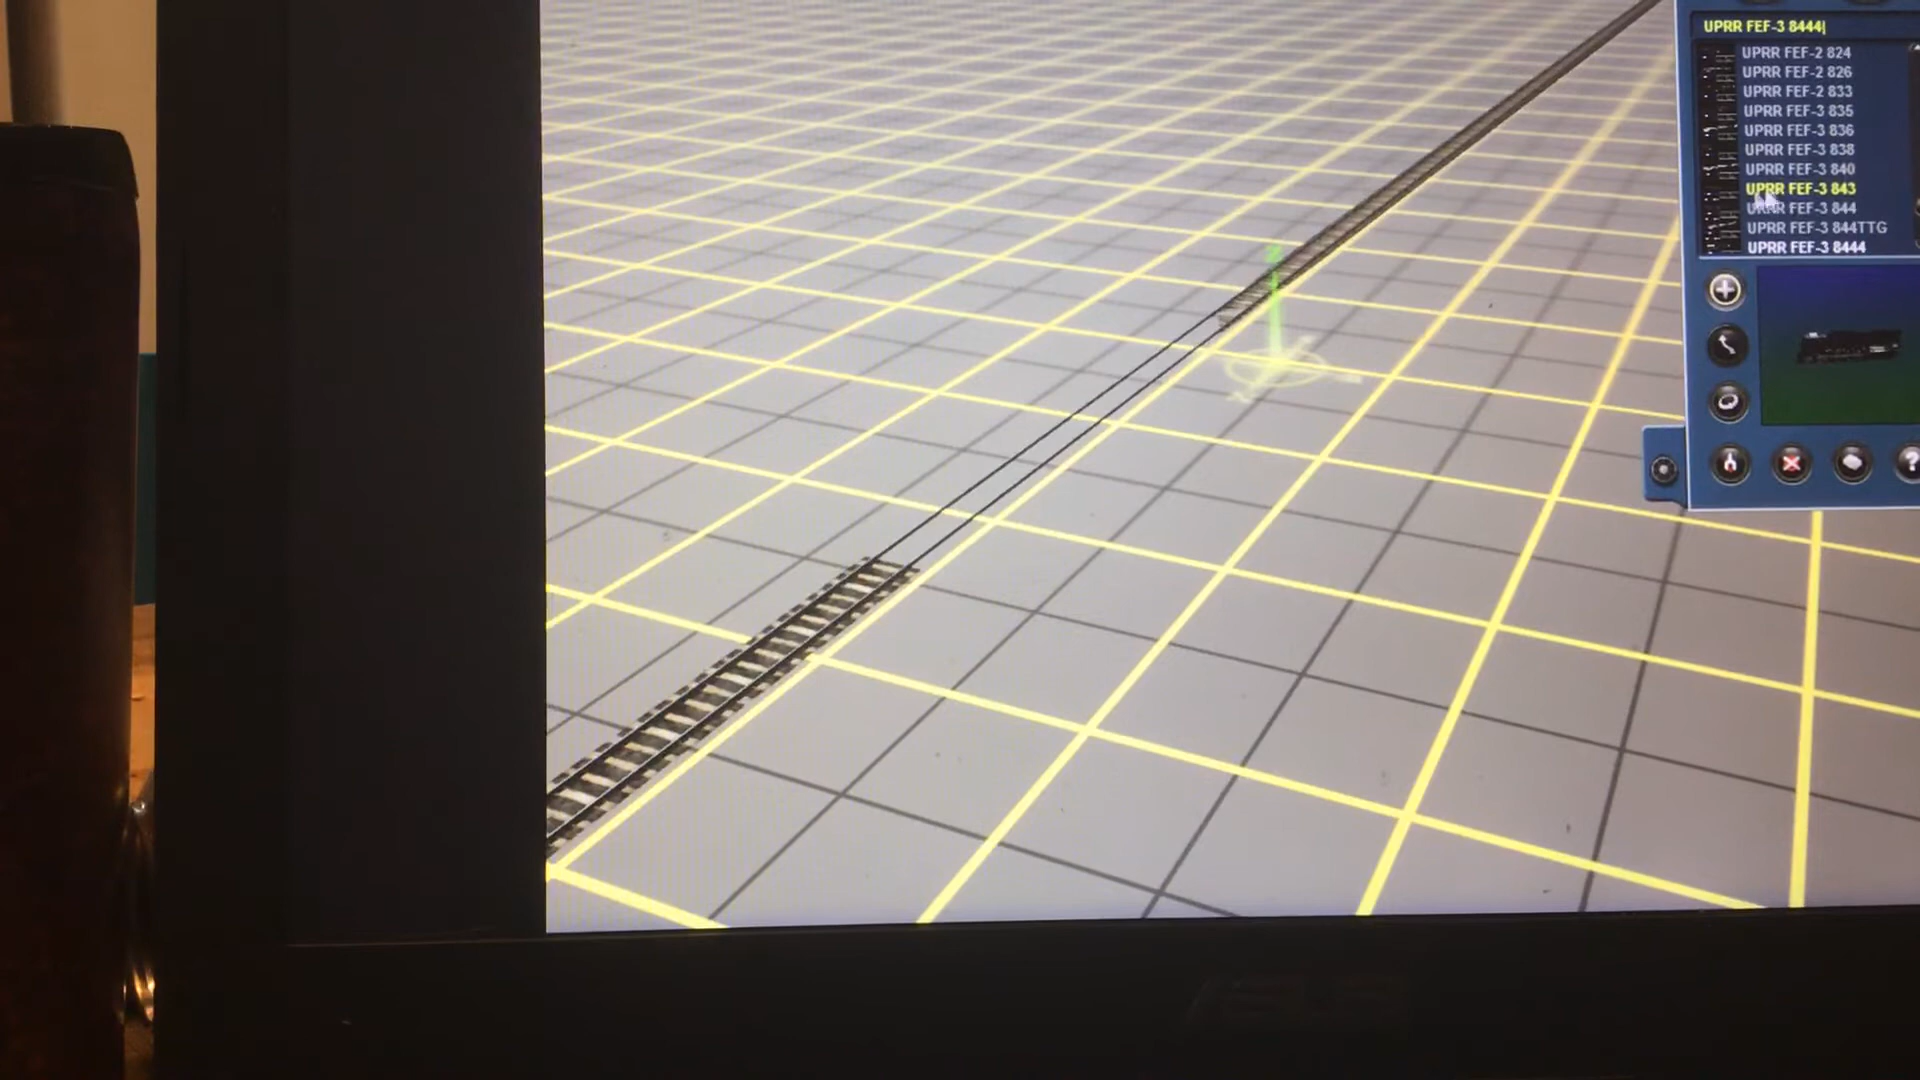 UPRR FEF-3 8444
UPRR FEF-2 824
UPRR FEF-2 826
UPRR FEF-2 833
UPRR FEF-3 835
UPRR FEF-3 836
UPRR FEF-3 838
UPRR FEF-3 840
UPRR FEF-3 843
UPRR FEF-3 844
UPRR FEF-3 844TTG
UPRR FEF-3 8444
?